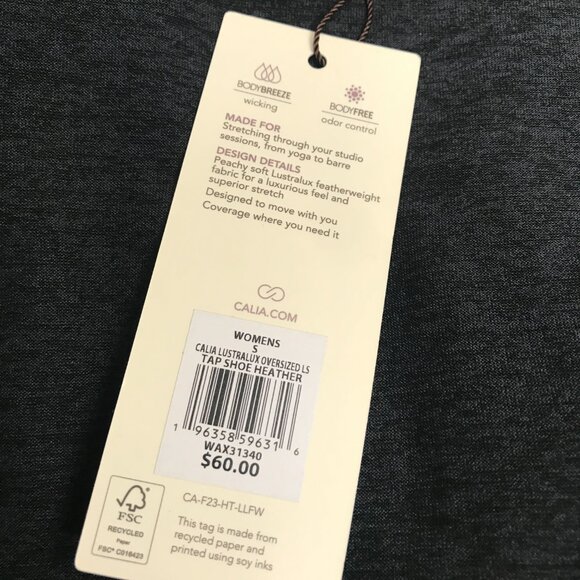 BODYBREEZE
wicking
BODYFREE
odor control
MADE FOR
Stretching through your studio
sessions, from yoga to barre
DESIGN DETAILS
Peachy soft Lustralux featherweight
fabric for a luxurious feel and
superior stretch
Designed to move with you
Coverage where you need it
CALIA.COM
WOMENS
S
CALIA LUSTRALUX OVERSIZED LS
TAP SHOE HEATHER
1 96358 59631 6
WAX31340
$60.00
FSC
RECYCLED
Paper
FSC® C016423
CA-F23-HT-LLFW
This tag is made from
recycled paper and
printed using soy inks